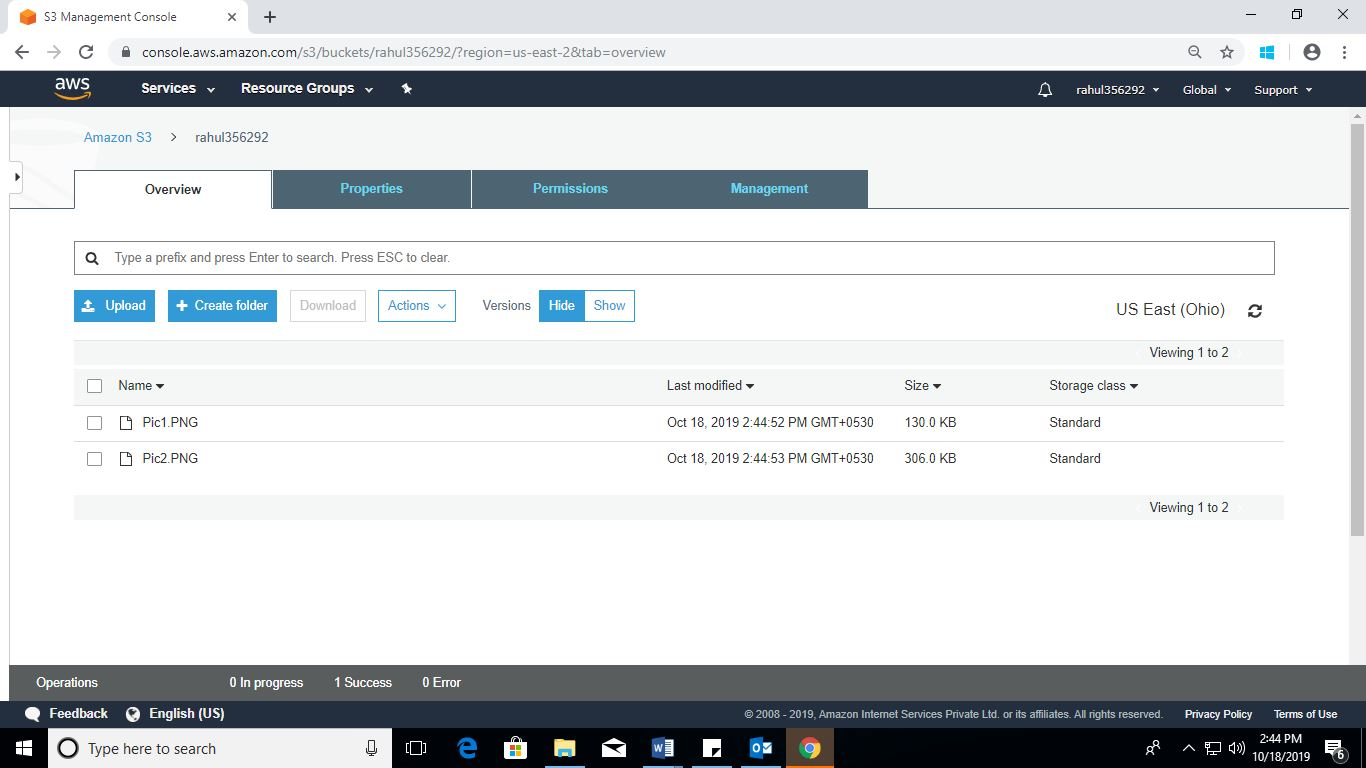 S3 Management Console
console.aws.amazon.com/s3/buckets/rahul356292/?region=us-east-2&tab=overview
aws Services Resource Groups rahul356292 Global Support
Amazon S3 > rahul356292
Overview Properties Permissions Management
Type a prefix and press Enter to search. Press ESC to clear.
Upload Create folder Download Actions Versions Hide Show US East (Ohio)
Viewing 1 to 2
Name Last modified Size Storage class
Pic1.PNG Oct 18, 2019 2:44:52 PM GMT+0530 130.0 KB Standard
Pic2.PNG Oct 18, 2019 2:44:53 PM GMT+0530 306.0 KB Standard
Viewing 1 to 2
Operations 0 In progress 1 Success 0 Error
Feedback English (US) © 2008 - 2019, Amazon Internet Services Private Ltd. or its affiliates. All rights reserved. Privacy Policy Terms of Use
Type here to search 2:44 PM
10/18/2019 6